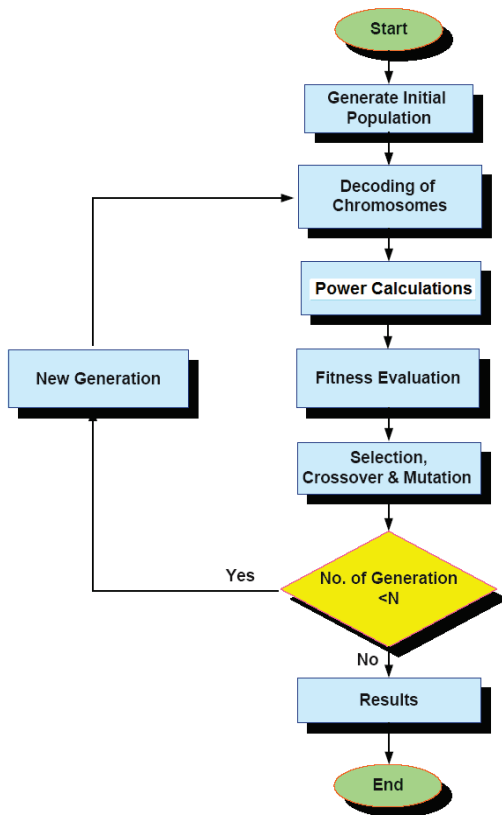 Start
Generate Initial
Population
Decoding of
Chromosomes
Power Calculations
New Generation
Fitness Evaluation
Selection,
Crossover & Mutation
Yes
No. of Generation
<N
No
Results
End